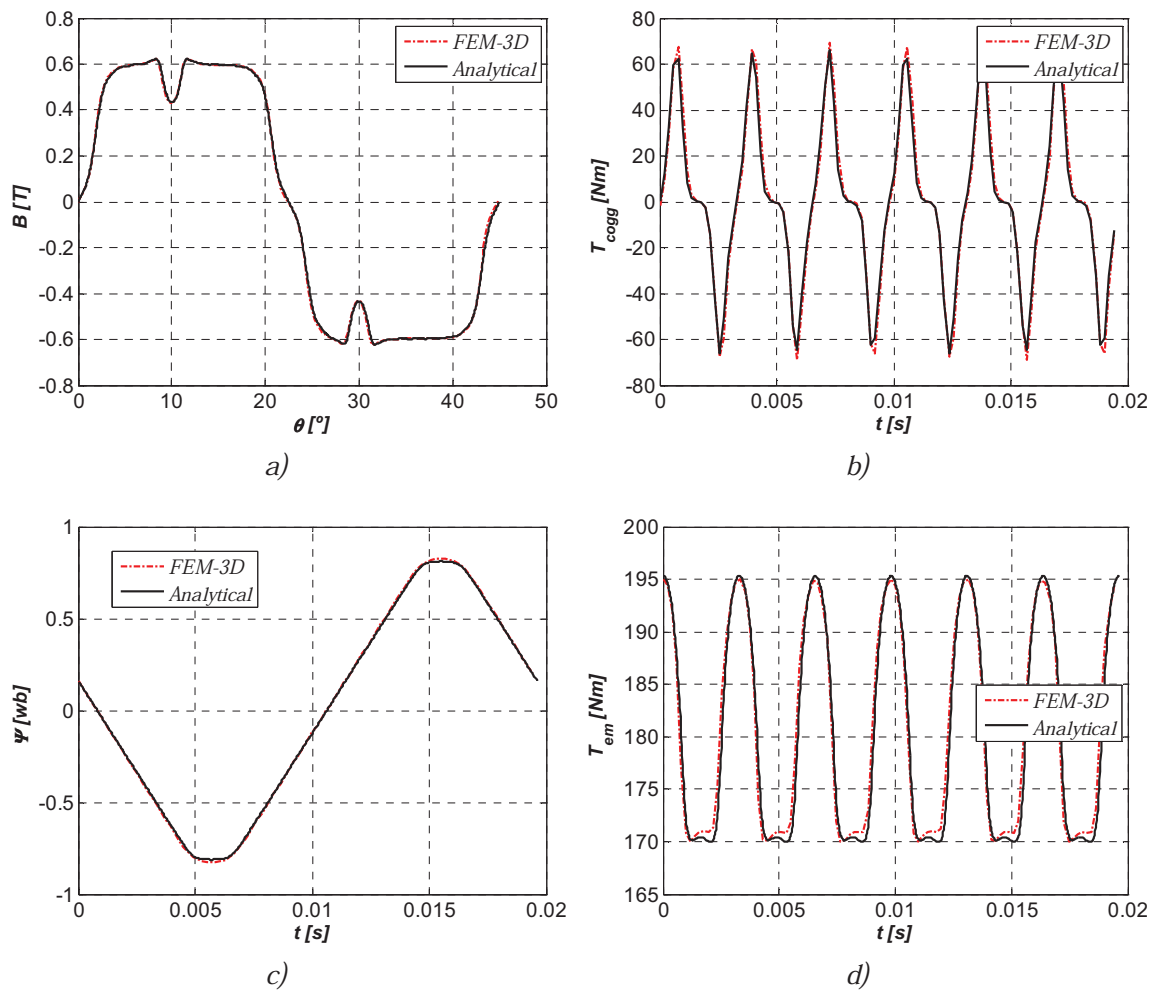 FEM-3D
Analytical
0.8
0.6
0.4
0.2
0
-0.2
-0.4
-0.6
-0.8
B [T]
0
10
20
30
40
50
θ [º]
a)
FEM-3D
Analytical
80
60
40
20
0
-20
-40
-60
-80
T_cogg [Nm]
0
0.005
0.01
0.015
0.02
t [s]
b)
FEM-3D
Analytical
1
0.5
0
-0.5
-1
Ψ [wb]
0
0.005
0.01
0.015
0.02
t [s]
c)
FEM-3D
Analytical
200
195
190
185
180
175
170
165
T_em [Nm]
0
0.005
0.01
0.015
0.02
t [s]
d)